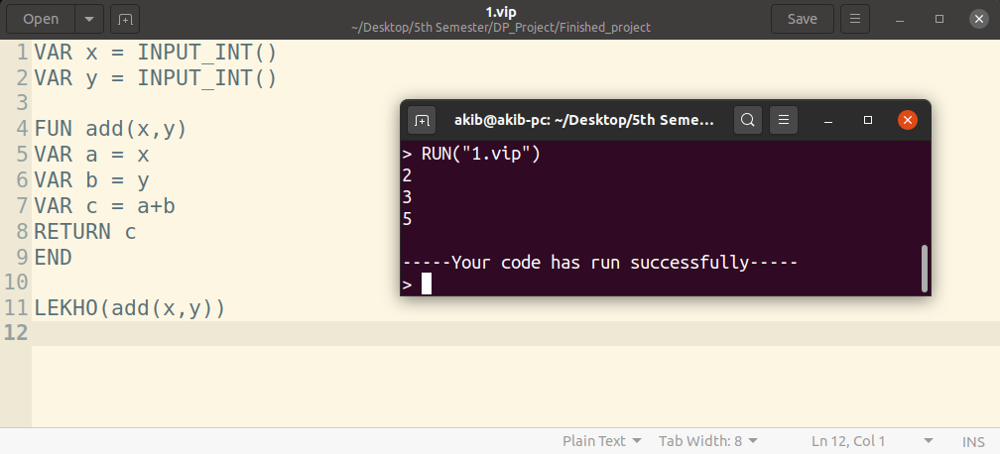 Open
1.vip
~/Desktop/5th Semester/DP_Project/Finished_project
Save
1 VAR x = INPUT_INT()
2 VAR y = INPUT_INT()
3
4 FUN add(x,y)
5 VAR a = x
6 VAR b = y
7 VAR c = a+b
8 RETURN c
9 END
10
11 LEKHO(add(x,y))
12
akib@akib-pc: ~/Desktop/5th Seme...
> RUN("1.vip")
2
3
5
-----Your code has run successfully-----
>
Plain Text Tab Width: 8 Ln 12, Col 1 INS